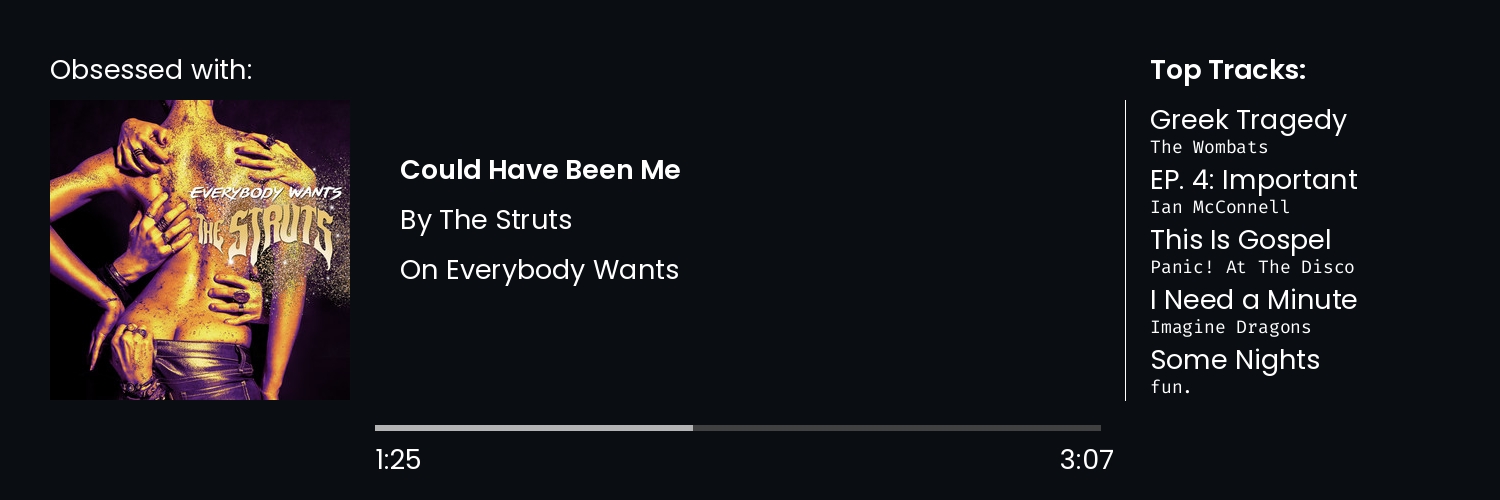 Obsessed with:
EVERYBODY WANTS
THE STRUTS
Could Have Been Me
By The Struts
On Everybody Wants
1:25
3:07
Top Tracks:
Greek Tragedy
The Wombats
EP. 4: Important
Ian McConnell
This Is Gospel
Panic! At The Disco
I Need a Minute
Imagine Dragons
Some Nights
fun.